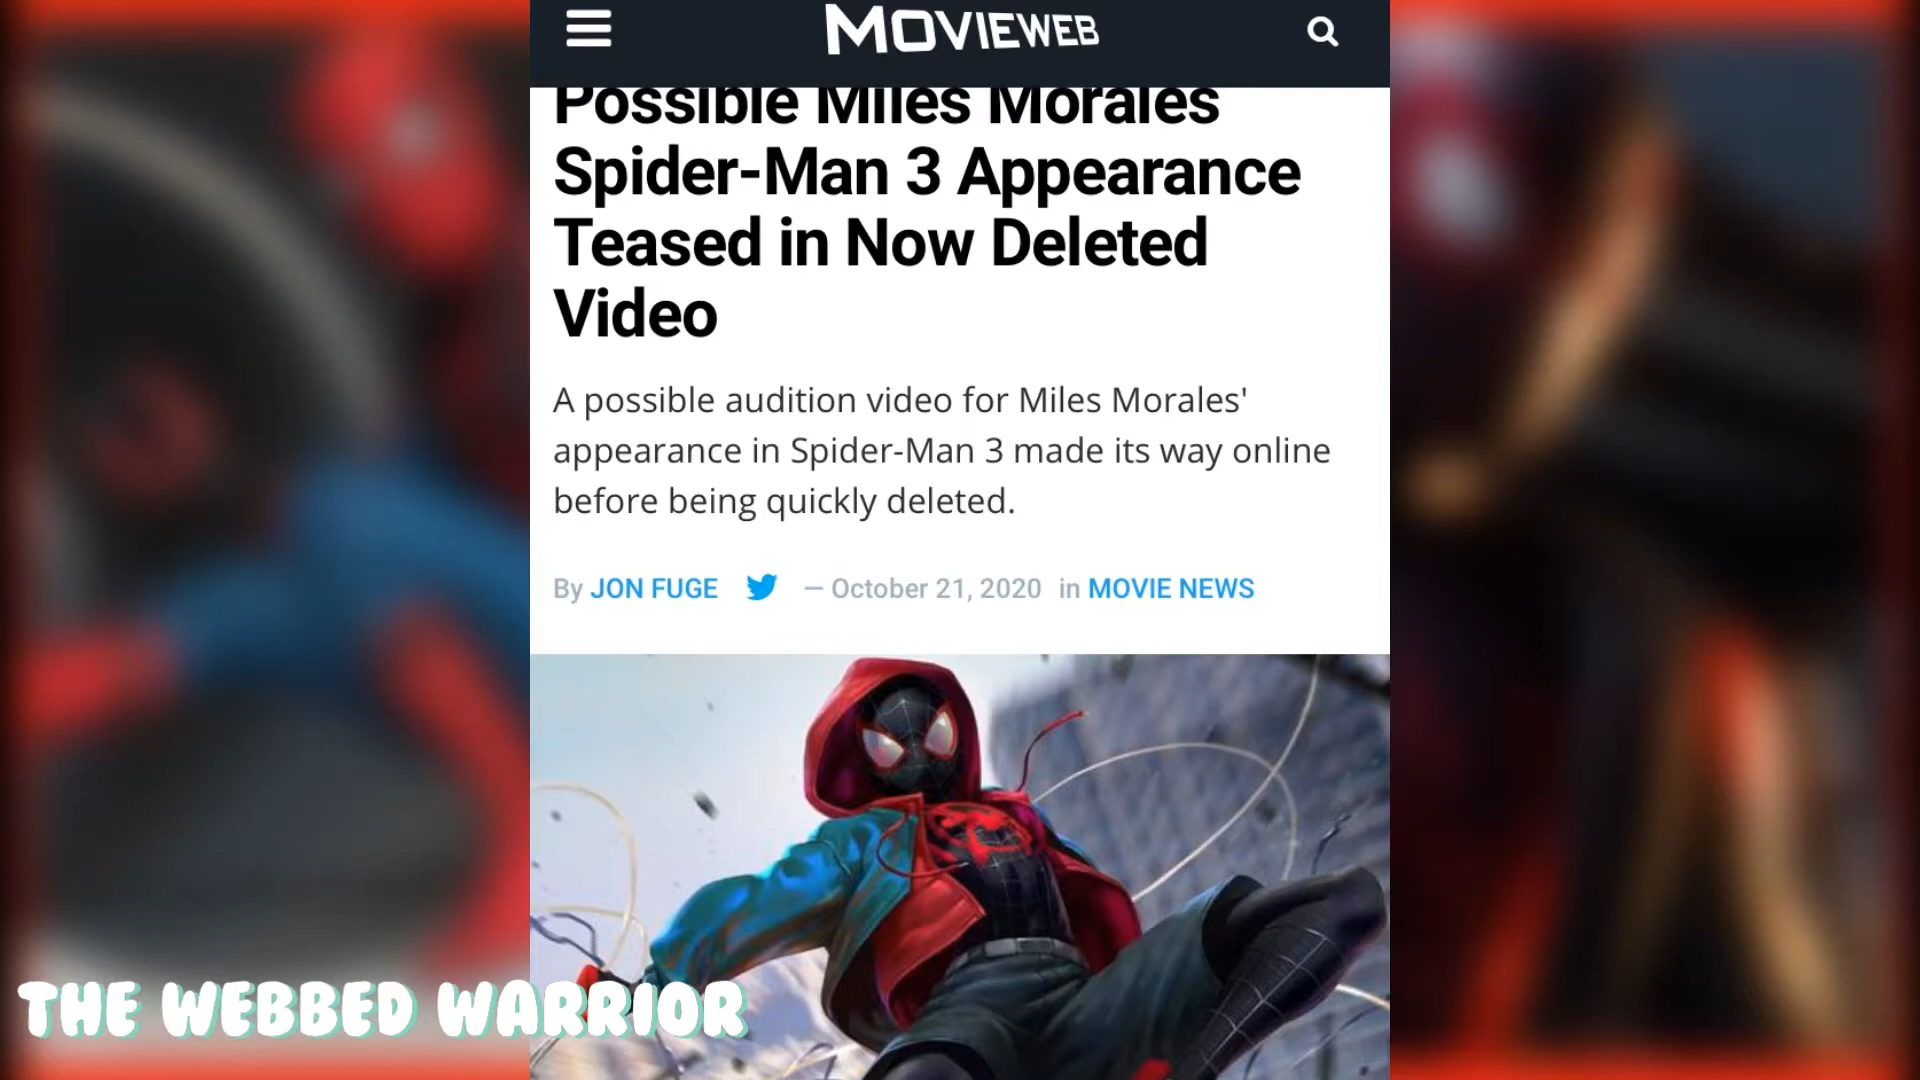 MOVIEWEB
Possible Miles Morales
Spider-Man 3 Appearance
Teased in Now Deleted
Video
A possible audition video for Miles Morales'
appearance in Spider-Man 3 made its way online
before being quickly deleted.
By JON FUGE — October 21, 2020 in MOVIE NEWS
THE WEBBED WARRIOR